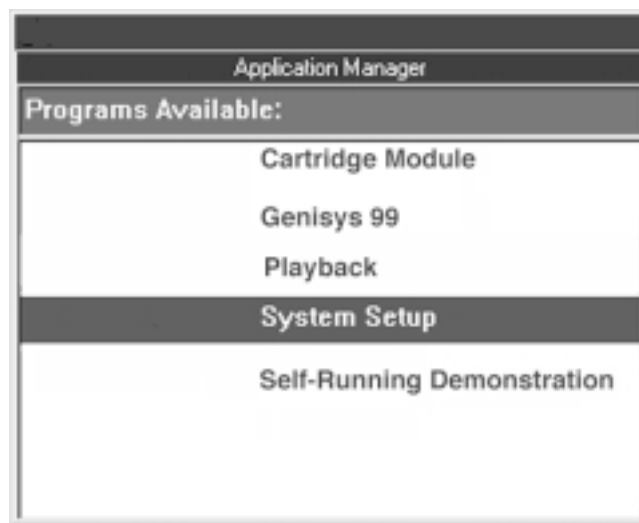 Application Manager
Programs Available:
Cartridge Module
Genisys 99
Playback
System Setup
Self-Running Demonstration